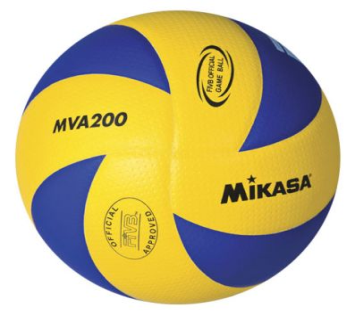 FIVB OFFICIAL
GAME BALL
MVA200
MIKASA
OFFICIAL
FIVB
APPROVED